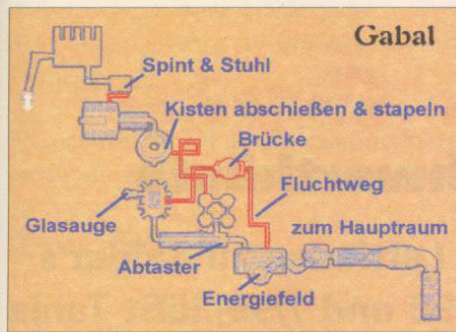 Gabal
Spint & Stuhl
Kisten abschießen & stapeln
Brücke
Fluchtweg
Glasauge
zum Hauptraum
Abtaster
Energiefeld